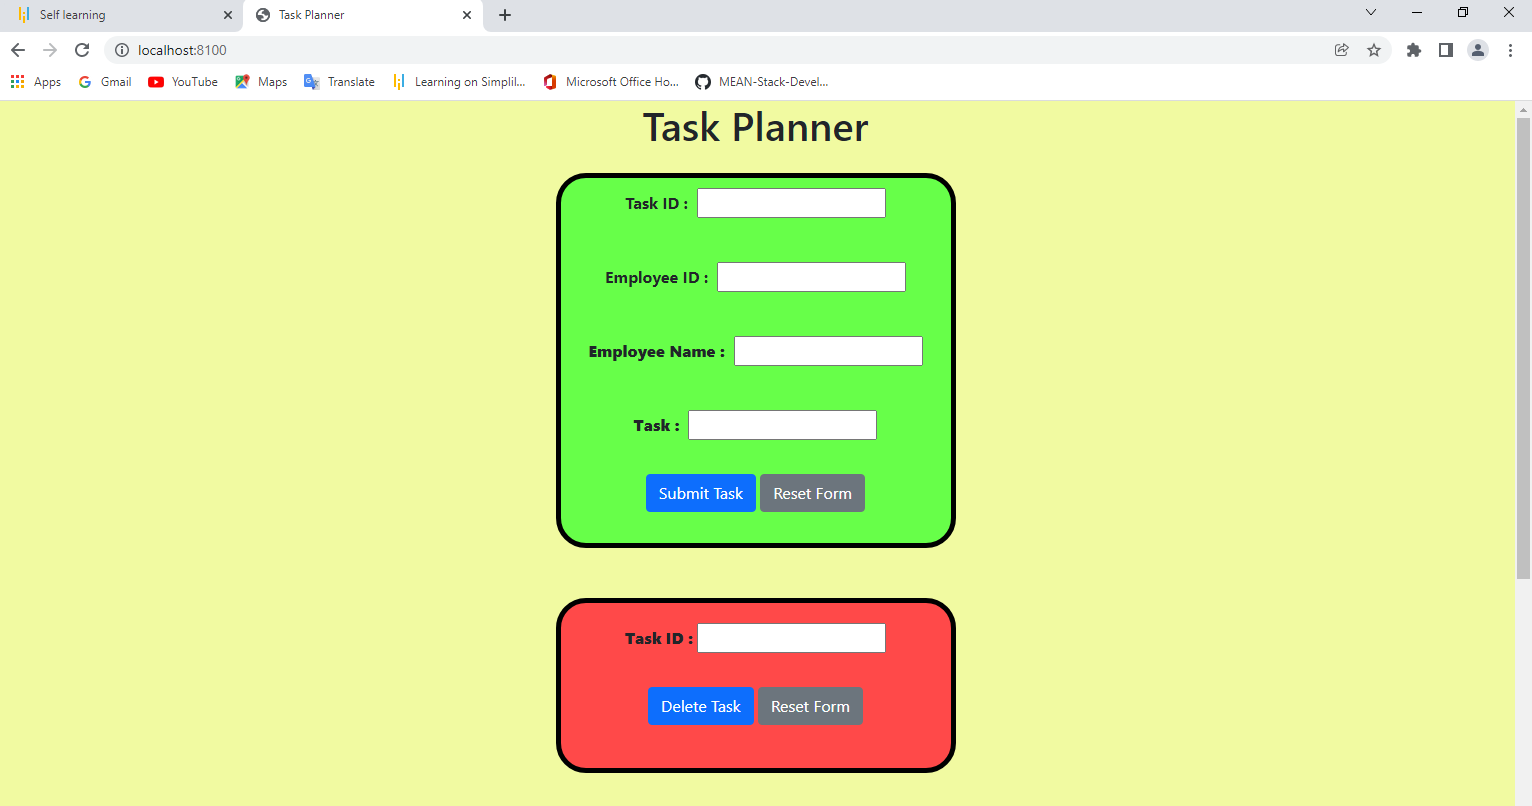 Self learning
Task Planner
localhost:8100
Apps
Gmail
YouTube
Maps
Translate
Learning on Simplil...
Microsoft Office Ho...
MEAN-Stack-Devel...
Task Planner
Task ID :
Employee ID :
Employee Name :
Task :
Submit Task
Reset Form
Task ID :
Delete Task
Reset Form